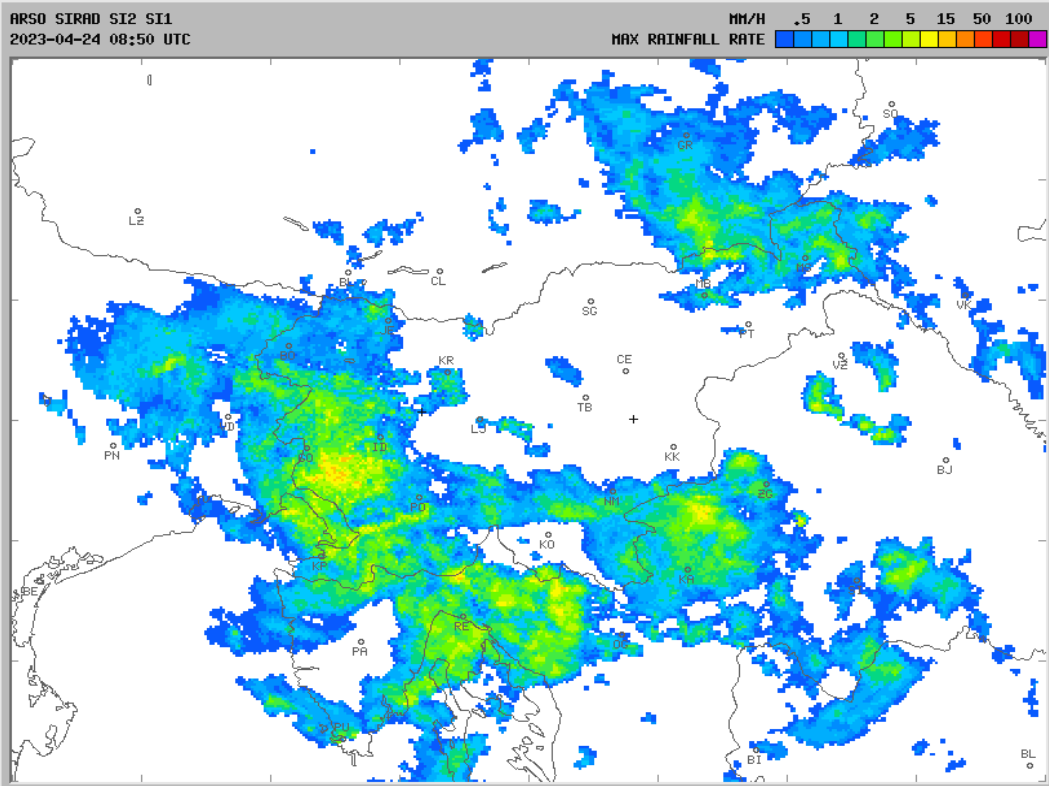 ARSO SIRAD SI2 SI1
MM/H .5 1 2 5 15 50 100
2023-04-24 08:50 UTC
MAX RAINFALL RATE
SO
GR
LZ
MS
CL
MB
VK
SG
PT
KR
CE
VZ
TB
LJ
UD
ID
PN
GO
KK
BJ
ZG
NM
PO
KO
KP
KA
BE
RE
OG
PA
PU
BI
BL